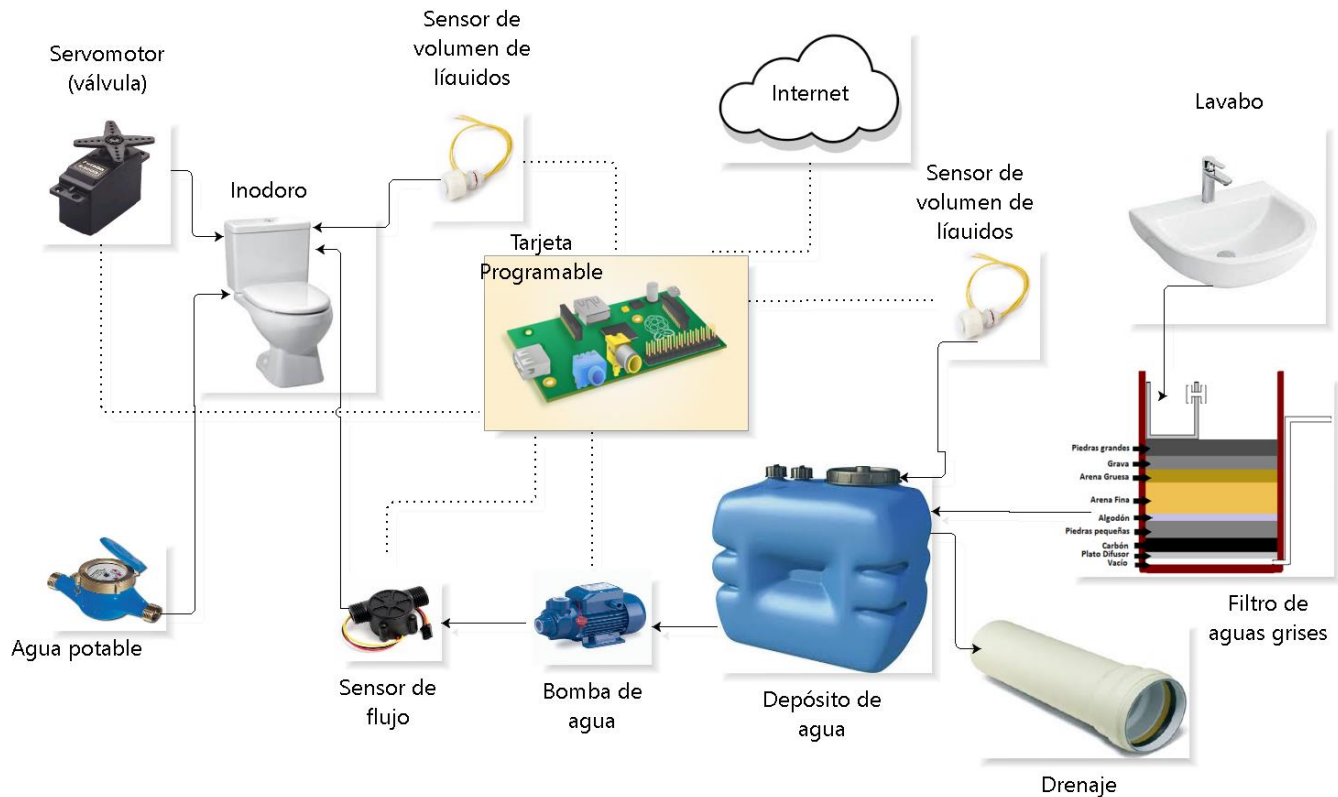 Sensor de
volumen de
líquidos
Servomotor
(válvula)
Internet
Lavabo
Inodoro
Sensor de
volumen de
líquidos
Tarjeta
Programable
Piedras grandes
Grava
Arena Gruesa
Arena Fina
Algodón
Piedras pequeñas
Carbón
Plato Difusor
Vacio
Filtro de
aguas grises
Agua potable
Sensor de
flujo
Bomba de
agua
Depósito de
agua
Drenaje